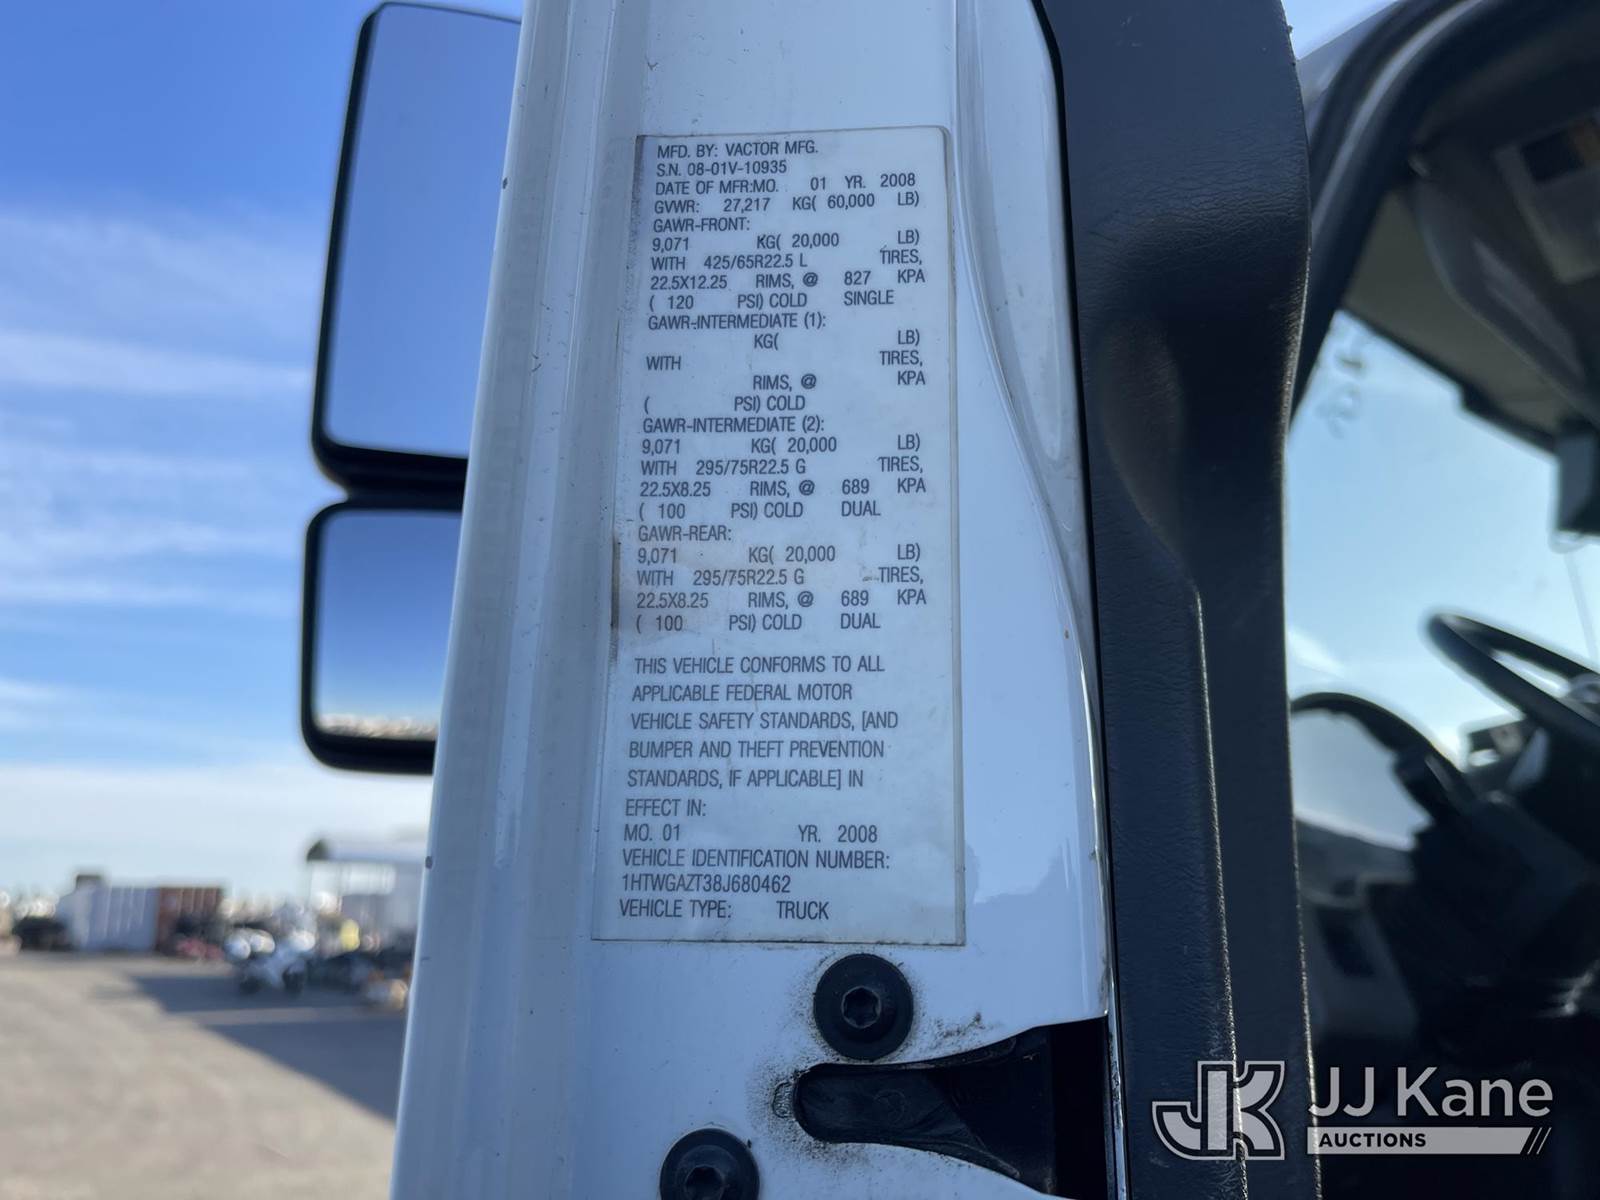 MFD. BY: VACTOR MFG.
S.N. 08-01V-10935
DATE OF MFR:MO. 01 YR. 2008
GVWR: 27,217 KG( 60,000 LB)
GAWR-FRONT:
9,071 KG( 20,000 LB)
WITH 425/65R22.5 L TIRES,
22.5X12.25 RIMS, @ 827 KPA
( 120 PSI) COLD SINGLE
GAWR-INTERMEDIATE (1):
KG( LB)
WITH TIRES,
RIMS, @ KPA
( PSI) COLD
GAWR-INTERMEDIATE (2):
9,071 KG( 20,000 LB)
WITH 295/75R22.5 G TIRES,
22.5X8.25 RIMS, @ 689 KPA
( 100 PSI) COLD DUAL
GAWR-REAR:
9,071 KG( 20,000 LB)
WITH 295/75R22.5 G TIRES,
22.5X8.25 RIMS, @ 689 KPA
( 100 PSI) COLD DUAL
THIS VEHICLE CONFORMS TO ALL
APPLICABLE FEDERAL MOTOR
VEHICLE SAFETY STANDARDS, [AND
BUMPER AND THEFT PREVENTION
STANDARDS, IF APPLICABLE] IN
EFFECT IN:
MO. 01 YR. 2008
VEHICLE IDENTIFICATION NUMBER:
1HTWGAZT38J680462
VEHICLE TYPE: TRUCK
JK JJ Kane
AUCTIONS